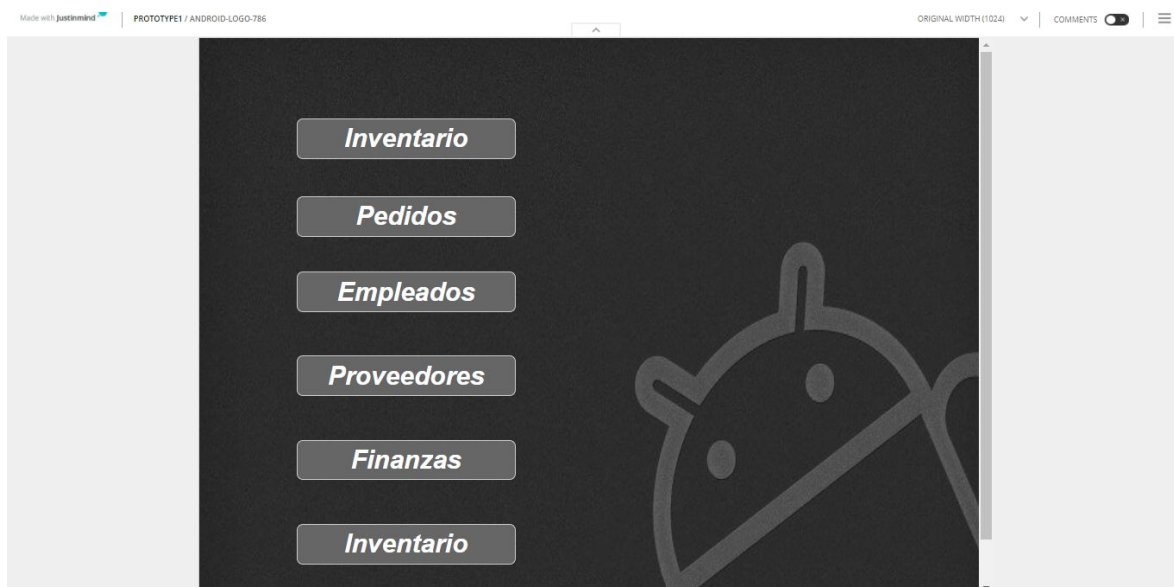 Made with Justinmind
PROTOTYPE1 / ANDROID-LOGO-786
ORIGINAL WIDTH (1024)
COMMENTS
Inventario
Pedidos
Empleados
Proveedores
Finanzas
Inventario